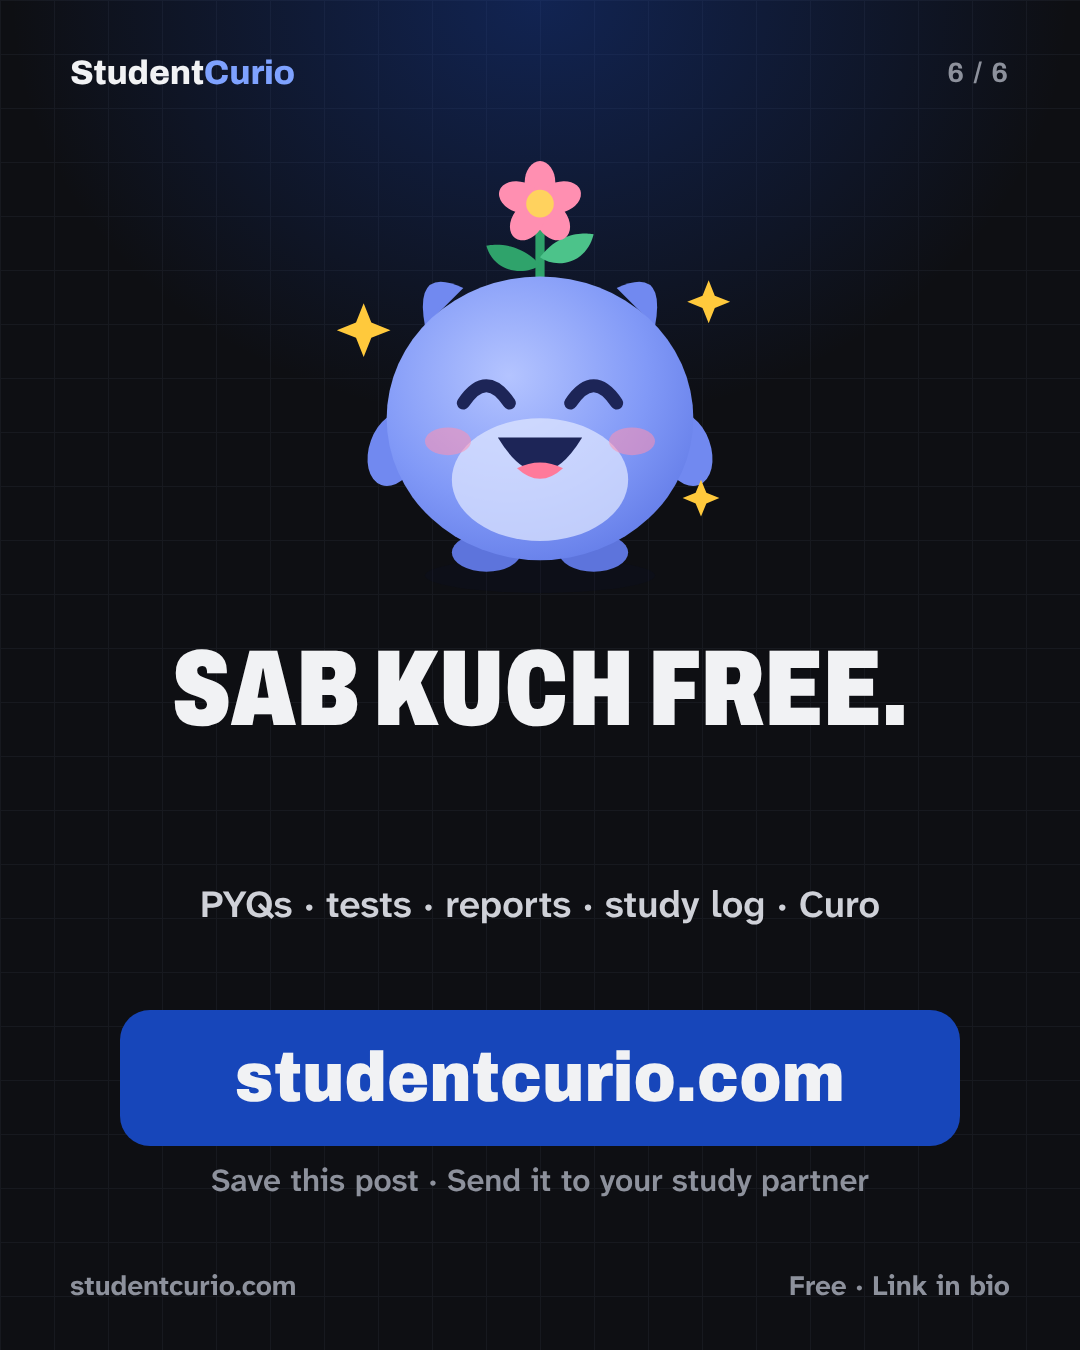 StudentCurio
6 / 6
SAB KUCH FREE.
PYQs · tests · reports · study log · Curo
studentcurio.com
Save this post · Send it to your study partner
studentcurio.com
Free · Link in bio